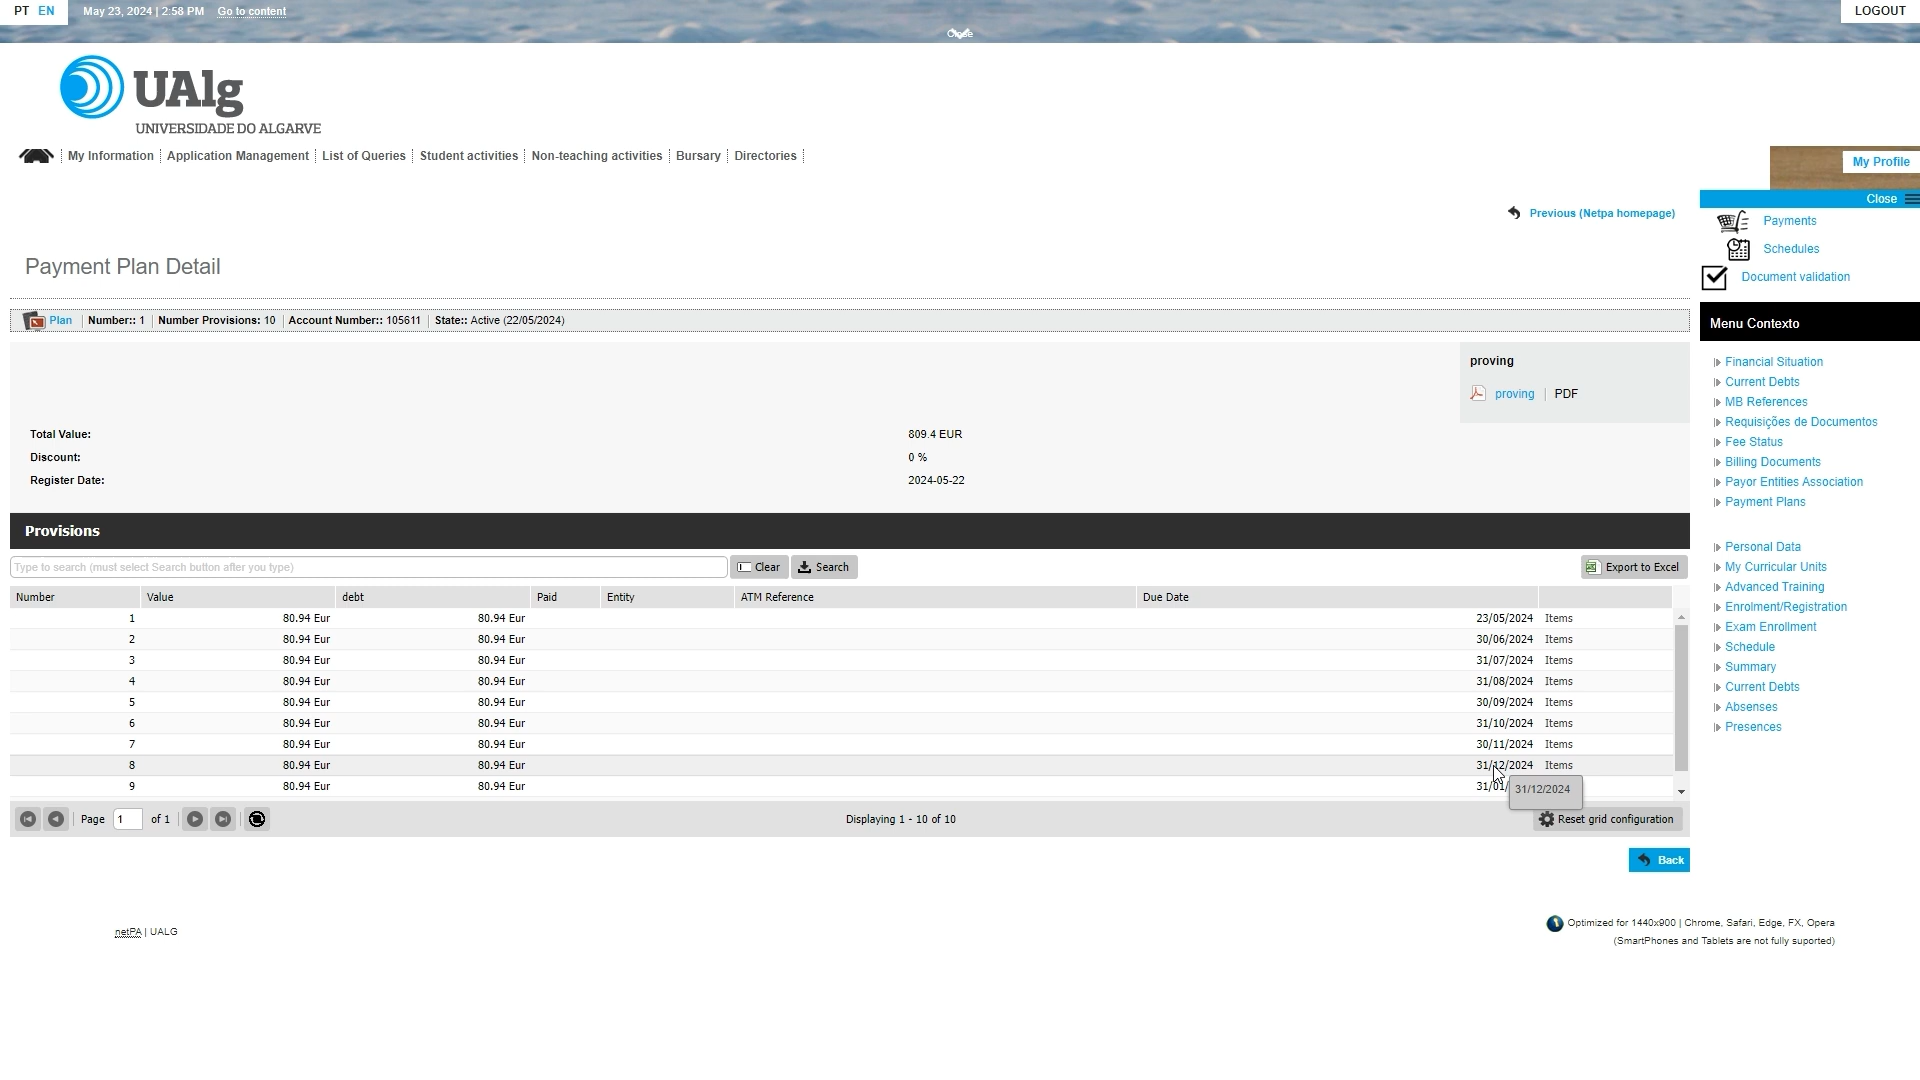 PT EN May 23, 2024 | 2:58 PM Go to content LOGOUT
Close
UAlg
UNIVERSIDADE DO ALGARVE
My Information Application Management List of Queries Student activities Non-teaching activities Bursary Directories
My Profile
Close
Previous (Netpa homepage)
Payments
Schedules
Document validation
Payment Plan Detail
Plan Number:: 1 Number Provisions: 10 Account Number:: 105611 State:: Active (22/05/2024)
Menu Contexto
proving
proving | PDF
Total Value: 809.4 EUR
Discount: 0 %
Register Date: 2024-05-22
Financial Situation
Current Debts
MB References
Requisições de Documentos
Fee Status
Billing Documents
Payor Entities Association
Payment Plans
Personal Data
My Curricular Units
Advanced Training
Enrolment/Registration
Exam Enrollment
Schedule
Summary
Current Debts
Absenses
Presences
Provisions
Type to search (must select Search button after you type) Clear Search Export to Excel
Number Value debt Paid Entity ATM Reference Due Date
1 80.94 Eur 80.94 Eur 23/05/2024 Items
2 80.94 Eur 80.94 Eur 30/06/2024 Items
3 80.94 Eur 80.94 Eur 31/07/2024 Items
4 80.94 Eur 80.94 Eur 31/08/2024 Items
5 80.94 Eur 80.94 Eur 30/09/2024 Items
6 80.94 Eur 80.94 Eur 31/10/2024 Items
7 80.94 Eur 80.94 Eur 30/11/2024 Items
8 80.94 Eur 80.94 Eur 31/12/2024 Items
9 80.94 Eur 80.94 Eur 31/01/
31/12/2024
Page 1 of 1 Displaying 1 - 10 of 10 Reset grid configuration
Back
netPA | UALG
Optimized for 1440x900 | Chrome, Safari, Edge, FX, Opera
(SmartPhones and Tablets are not fully suported)